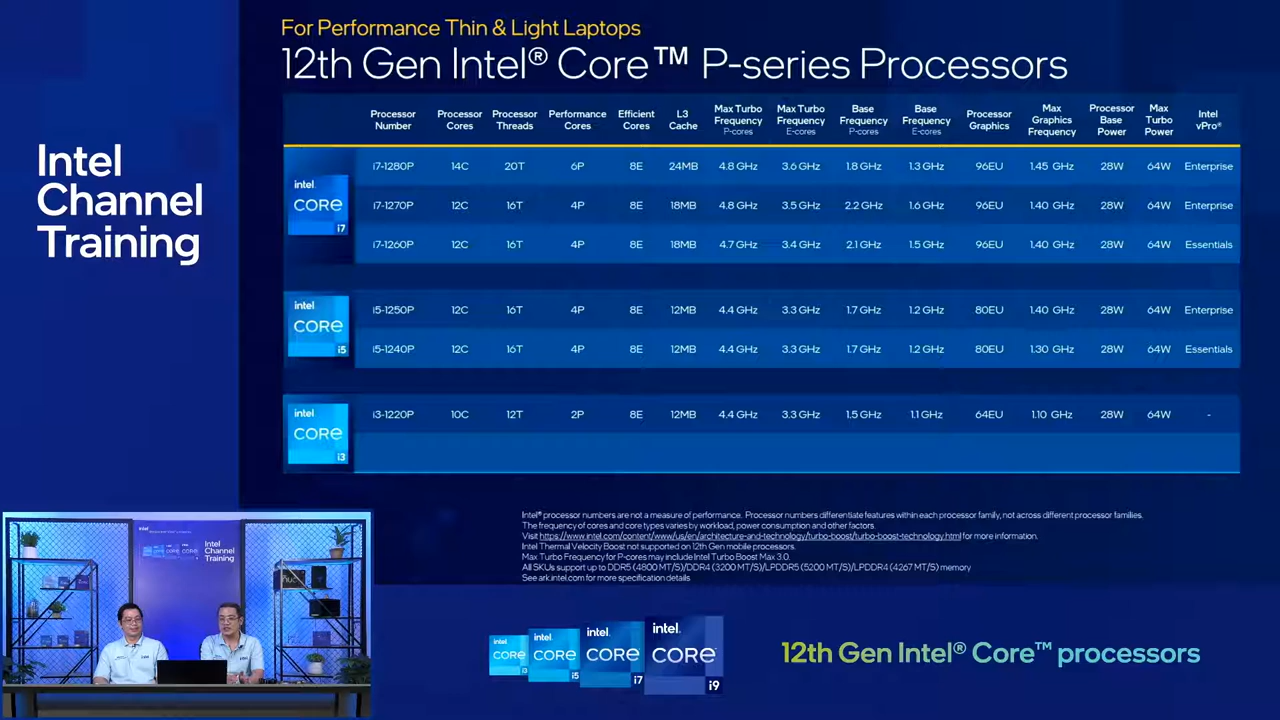 For Performance Thin & Light Laptops
12th Gen Intel® Core™ P-series Processors
Intel
Channel
Training
Processor Number Processor Cores Processor Threads Performance Cores Efficient Cores L3 Cache Max Turbo Frequency P-cores Max Turbo Frequency E-cores Base Frequency P-cores Base Frequency E-cores Processor Graphics Max Graphics Frequency Processor Base Power Max Turbo Power Intel vPro®
intel. CORE i7
i7-1280P 14C 20T 6P 8E 24MB 4.8 GHz 3.6 GHz 1.8 GHz 1.3 GHz 96EU 1.45 GHz 28W 64W Enterprise
i7-1270P 12C 16T 4P 8E 18MB 4.8 GHz 3.5 GHz 2.2 GHz 1.6 GHz 96EU 1.40 GHz 28W 64W Enterprise
i7-1260P 12C 16T 4P 8E 18MB 4.7 GHz 3.4 GHz 2.1 GHz 1.5 GHz 96EU 1.40 GHz 28W 64W Essentials
intel CORE i5
i5-1250P 12C 16T 4P 8E 12MB 4.4 GHz 3.3 GHz 1.7 GHz 1.2 GHz 80EU 1.40 GHz 28W 64W Enterprise
i5-1240P 12C 16T 4P 8E 12MB 4.4 GHz 3.3 GHz 1.7 GHz 1.2 GHz 80EU 1.30 GHz 28W 64W Essentials
intel CORE i3
i3-1220P 10C 12T 2P 8E 12MB 4.4 GHz 3.3 GHz 1.5 GHz 1.1 GHz 64EU 1.10 GHz 28W 64W -
Intel® processor numbers are not a measure of performance. Processor numbers differentiate features within each processor family, not across different processor families.
The frequency of cores and core types varies by workload, power consumption and other factors.
Visit https://www.intel.com/content/www/us/en/architecture-and-technology/turbo-boost/turbo-boost-technology.html for more information.
Intel Thermal Velocity Boost not supported on 12th Gen mobile processors.
Max Turbo Frequency for P-cores may include Intel Turbo Boost Max 3.0.
All SKUs support up to DDR5 (4800 MT/S)/DDR4 (3200 MT/S)/LPDDR5 (5200 MT/S)/LPDDR4 (4267 MT/S) memory
See ark.intel.com for more specification details
intel
Intel
Channel
Training
nuc
intel CORE i3
intel CORE i5
intel CORE i7
intel. CORE i9
12th Gen Intel® Core™ processors